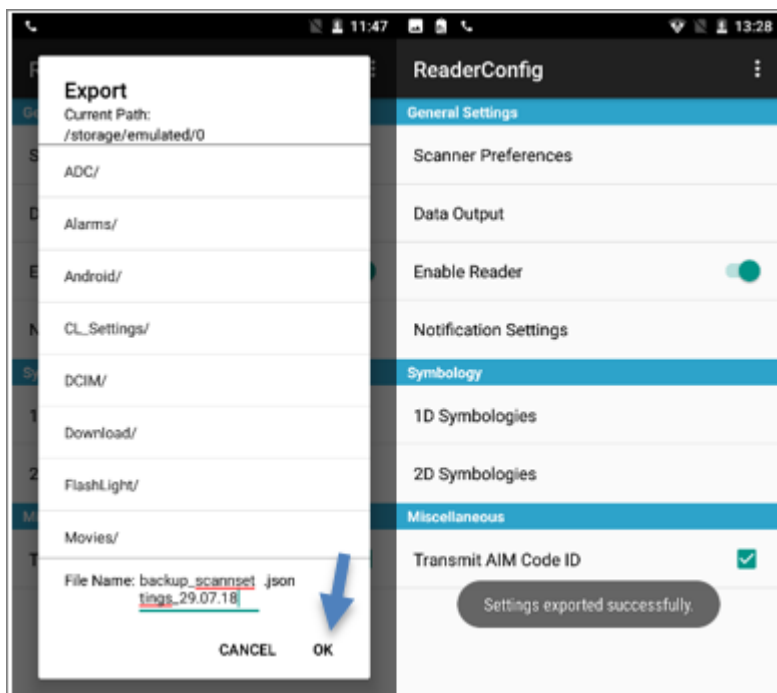 11:47
Export
Current Path:
/storage/emulated/0
ADC/
Alarms/
Android/
CL_Settings/
DCIM/
Download/
FlashLight/
Movies/
File Name: backup_scannset .json
tings_29.07.18
CANCEL OK
13:28
ReaderConfig
General Settings
Scanner Preferences
Data Output
Enable Reader
Notification Settings
Symbology
1D Symbologies
2D Symbologies
Miscellaneous
Transmit AIM Code ID
Settings exported successfully.